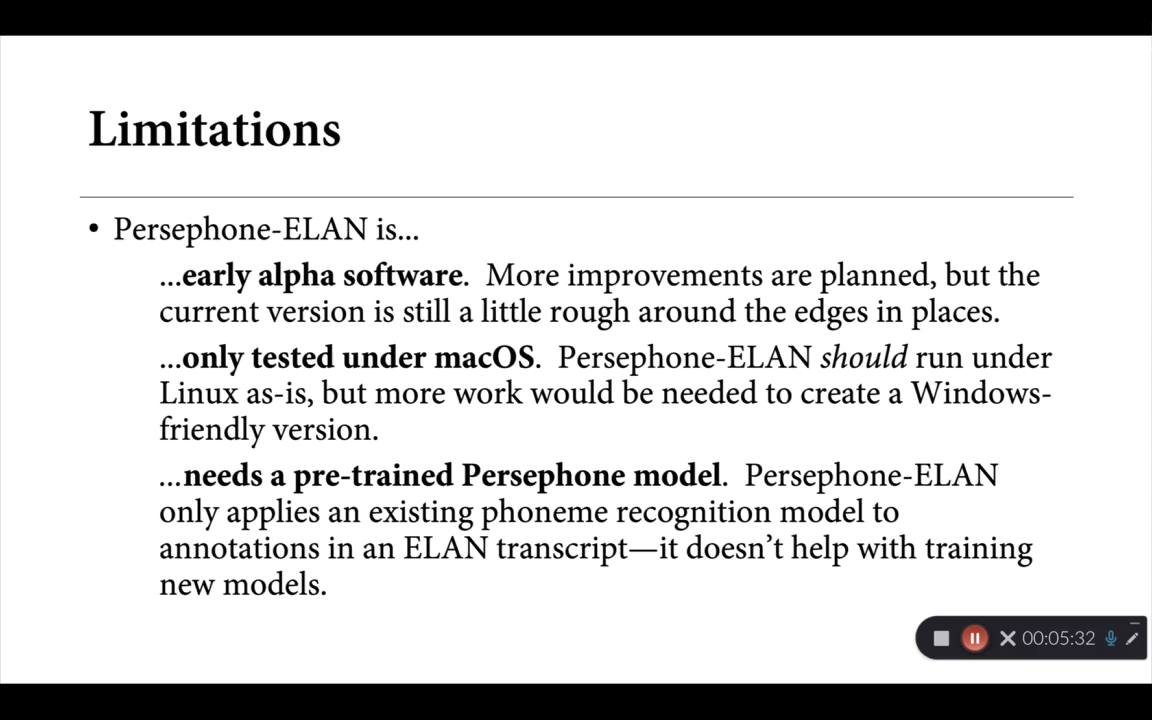 Limitations
• Persephone-ELAN is...
...early alpha software. More improvements are planned, but the
current version is still a little rough around the edges in places.
...only tested under macOS. Persephone-ELAN should run under
Linux as-is, but more work would be needed to create a Windows-
friendly version.
...needs a pre-trained Persephone model. Persephone-ELAN
only applies an existing phoneme recognition model to
annotations in an ELAN transcript—it doesn’t help with training
new models.
00:05:32